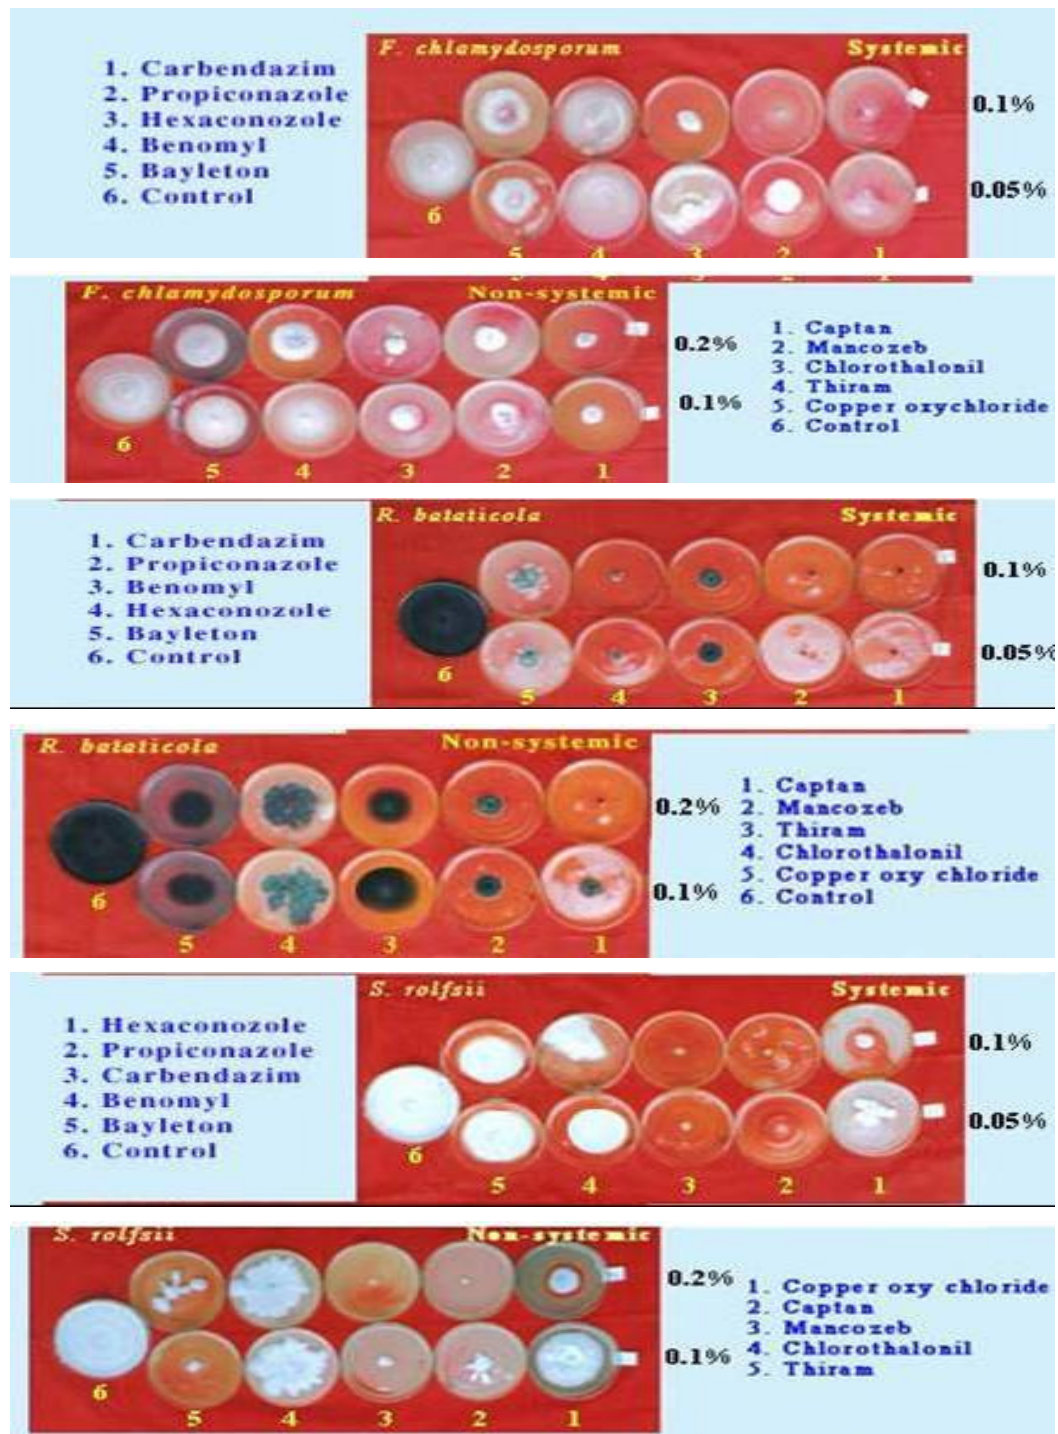 F. chlamydosporum Systemic
1. Carbendazim
2. Propiconazole
3. Hexaconozole
4. Benomyl
5. Bayleton
6. Control
0.1%
0.05%
6
5 4 3 2 1
F. chlamydosporum Non-systemic
0.2%
0.1%
1. Captan
2. Mancozeb
3. Chlorothalonil
4. Thiram
5. Copper oxychloride
6. Control
6
5 4 3 2 1
R. bataticola Systemic
1. Carbendazim
2. Propiconazole
3. Benomyl
4. Hexaconozole
5. Bayleton
6. Control
0.1%
0.05%
6
5 4 3 2 1
R. bataticola Non-systemic
0.2%
0.1%
1. Captan
2. Mancozeb
3. Thiram
4. Chlorothalonil
5. Copper oxy chloride
6. Control
6
5 4 3 2 1
S. rolfsii Systemic
1. Hexaconozole
2. Propiconazole
3. Carbendazim
4. Benomyl
5. Bayleton
6. Control
0.1%
0.05%
6
5 4 3 2 1
S. rolfsii Non-systemic
0.2%
0.1%
1. Copper oxy chloride
2. Captan
3. Mancozeb
4. Chlorothalonil
5. Thiram
6
5 4 3 2 1